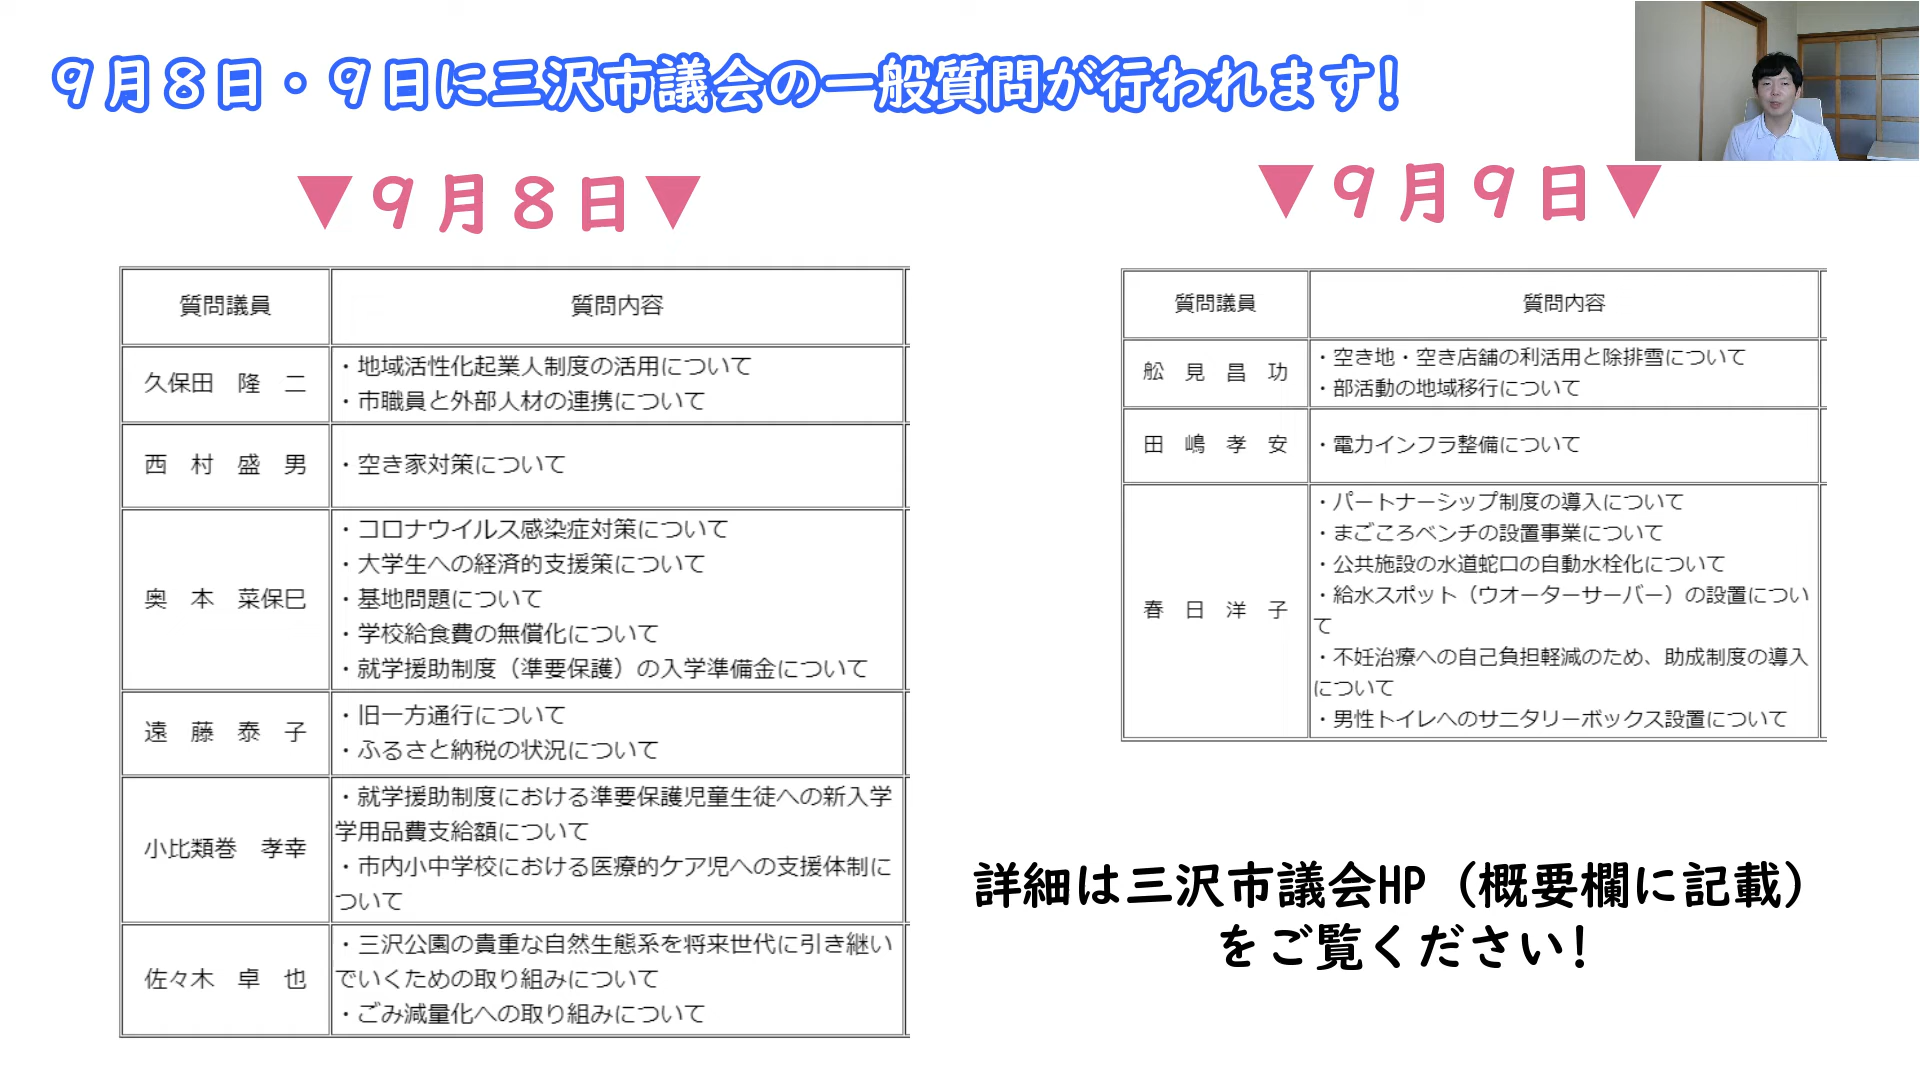 9月8日・9日に三沢市議会の一般質問が行われます!
▼9月8日▼
質問議員 質問内容
久保田 隆 二
・地域活性化起業人制度の活用について
・市職員と外部人材の連携について
西 村 盛 男
・空き家対策について
奥 本 菜保巳
・コロナウイルス感染症対策について
・大学生への経済的支援策について
・基地問題について
・学校給食費の無償化について
・就学援助制度（準要保護）の入学準備金について
遠 藤 泰 子
・旧一方通行について
・ふるさと納税の状況について
小比類巻 孝幸
・就学援助制度における準要保護児童生徒への新入学
学用品費支給額について
・市内小中学校における医療的ケア児への支援体制に
ついて
佐々木 卓 也
・三沢公園の貴重な自然生態系を将来世代に引き継い
でいくための取り組みについて
・ごみ減量化への取り組みについて
▼9月9日▼
質問議員 質問内容
舩 見 昌 功
・空き地・空き店舗の利活用と除排雪について
・部活動の地域移行について
田 嶋 孝 安
・電力インフラ整備について
春 日 洋 子
・パートナーシップ制度の導入について
・まごころベンチの設置事業について
・公共施設の水道蛇口の自動水栓化について
・給水スポット（ウオーターサーバー）の設置につい
て
・不妊治療への自己負担軽減のため、助成制度の導入
について
・男性トイレへのサニタリーボックス設置について
詳細は三沢市議会HP（概要欄に記載）
をご覧ください!